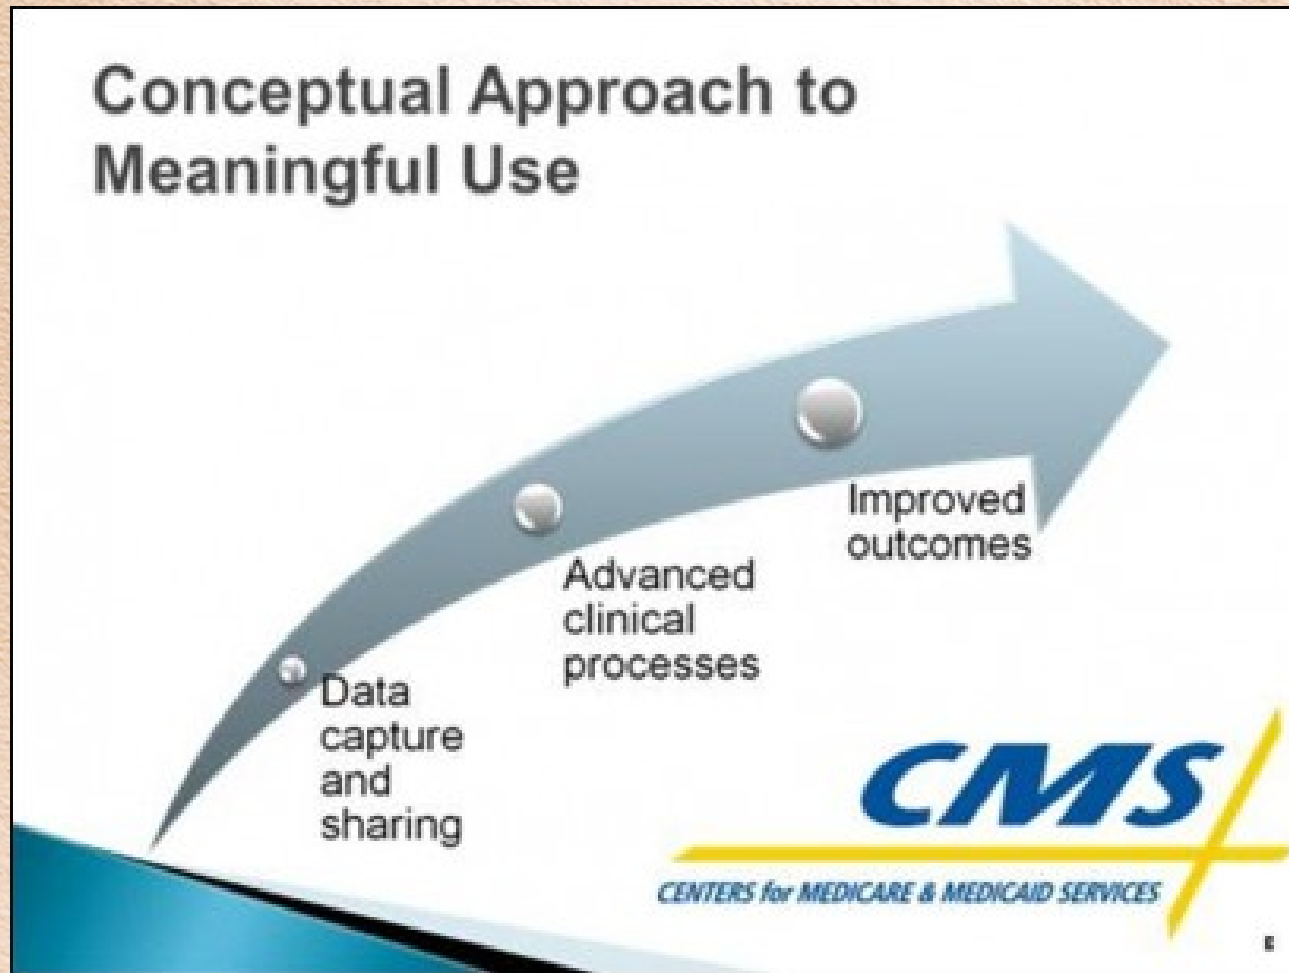 Conceptual Approach to
Meaningful Use
Improved
outcomes
Advanced
clinical
processes
Data
capture
and
sharing
CMS
CENTERS for MEDICARE & MEDICAID SERVICES